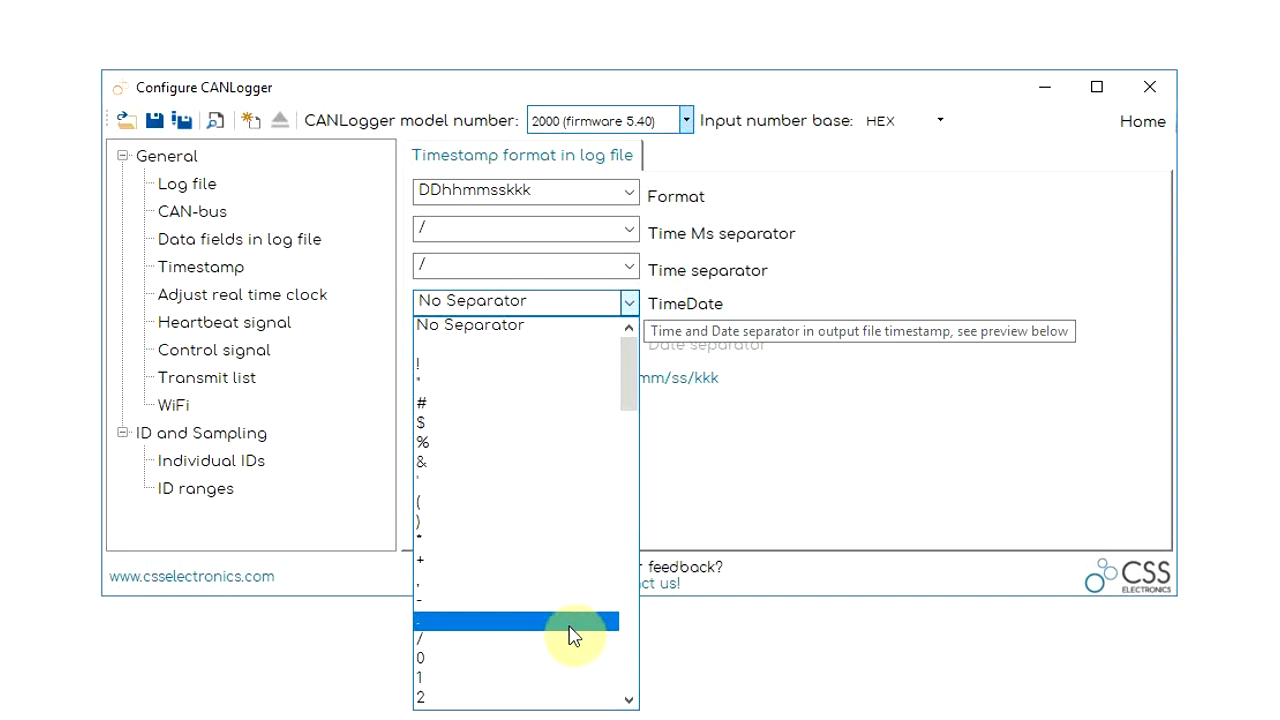 Configure CANLogger
CANLogger model number: 2000 (firmware 5.40) Input number base: HEX
Home
General
Log file
CAN-bus
Data fields in log file
Timestamp
Adjust real time clock
Heartbeat signal
Control signal
Transmit list
WiFi
ID and Sampling
Individual IDs
ID ranges
Timestamp format in log file
DDhhmmsskkk Format
/ Time Ms separator
/ Time separator
No Separator TimeDate
No Separator
Time and Date separator in output file timestamp, see preview below
Date separator
mm/ss/kkk
!
"
#
$
%
&
'
(
)
*
+
,
-
.
/
0
1
2
www.csselectronics.com
r feedback?
ct us!
CSS
ELECTRONICS